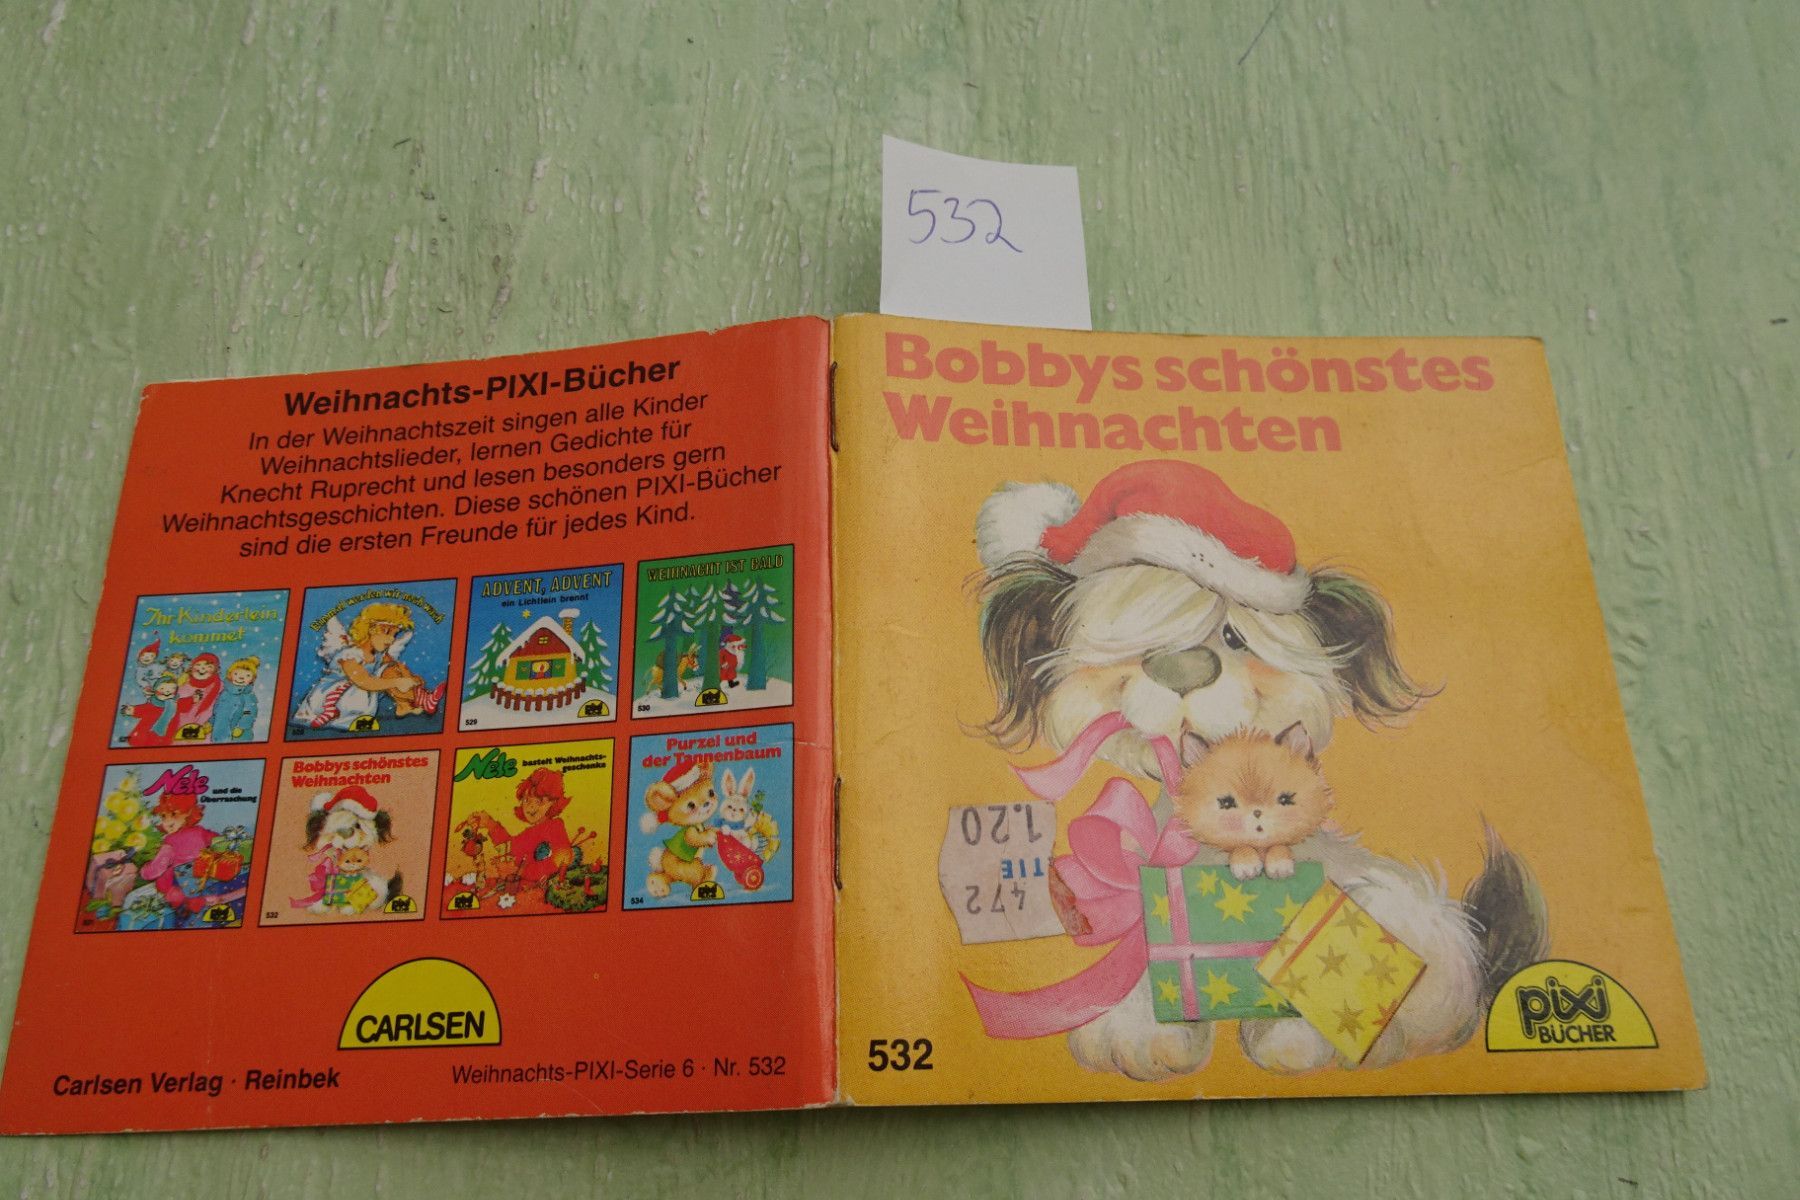 532
Weihnachts-PIXI-Bücher
In der Weihnachtszeit singen alle Kinder
Weihnachtslieder, lernen Gedichte für
Knecht Ruprecht und lesen besonders gern
Weihnachtsgeschichten. Diese schönen PIXI-Bücher
sind die ersten Freunde für jedes Kind.
Ihr Kinderlein
kommet
ADVENT, ADVENT
ein Lichtlein brennt
529
WEIHNACHT IST BALD
530
Nele und die
Überraschung
Bobbys schönstes
Weihnachten
532
Nele bastelt Weihnachts-
geschenke
Purzel und
der Tannenbaum
534
CARLSEN
Carlsen Verlag · Reinbek
Weihnachts-PIXI-Serie 6 · Nr. 532
Bobbys schönstes
Weihnachten
472
TIE
1.20
532
pixi
BÜCHER